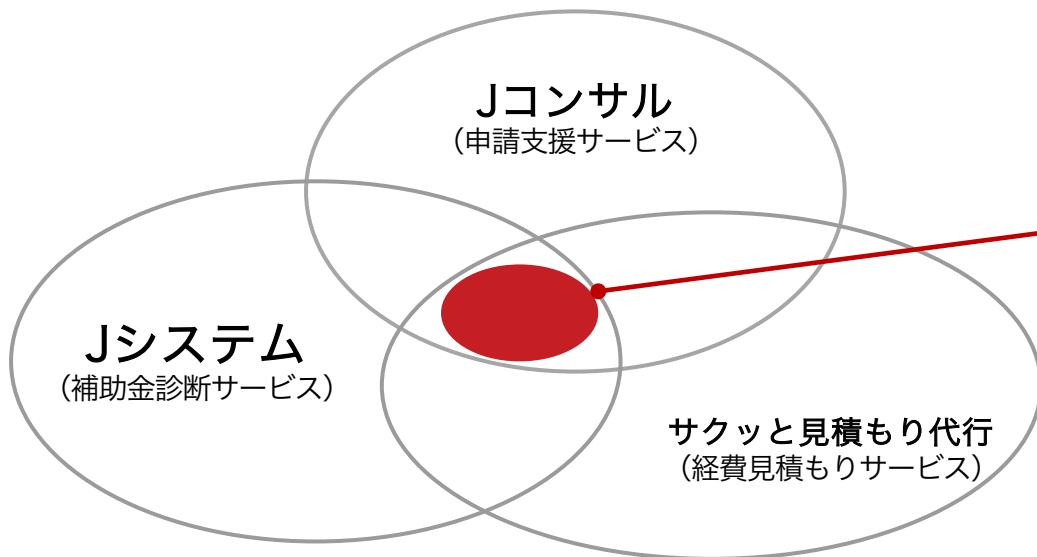 Jコンサル
（申請支援サービス）
Jシステム
（補助金診断サービス）
サクッと見積もり代行
（経費見積もりサービス）